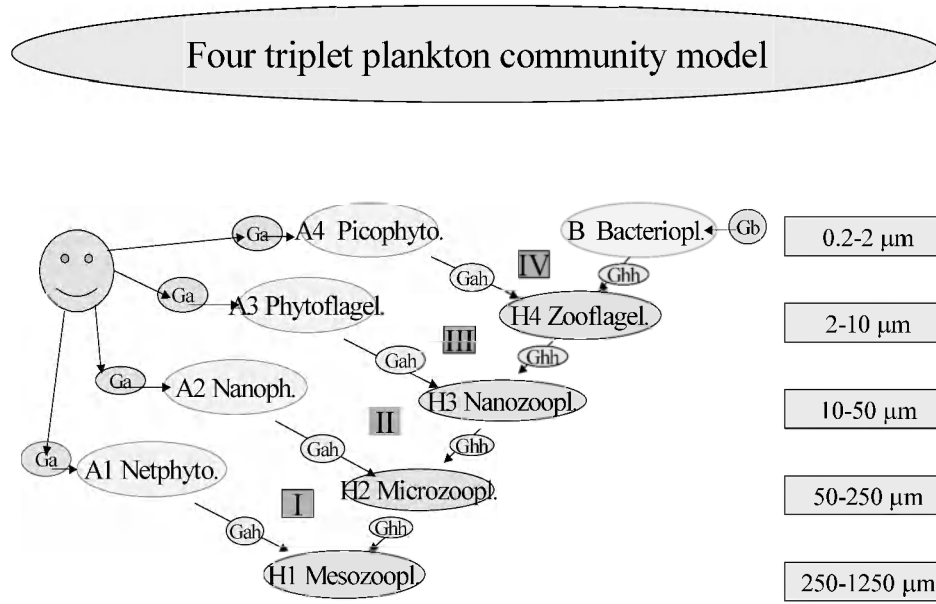 Four triplet plankton community model
Ga A4 Picophyto. B Bacteriopl. Gb 0.2-2 μm
Gah IV Ghh
Ga A3 Phytoflagel. H4 Zooflagel. 2-10 μm
III
Gah Ghh
Ga A2 Nanoph. H3 Nanozoopl. 10-50 μm
II
Gah Ghh
Ga A1 Netphyto. H2 Microzoopl. 50-250 μm
I
Gah Ghh
H1 Mesozoopl. 250-1250 μm